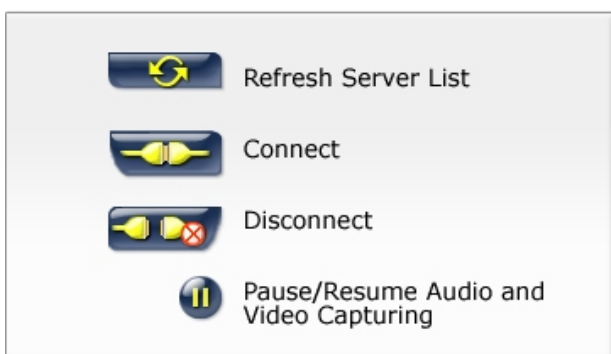 Refresh Server List
Connect
Disconnect
Pause/Resume Audio and
Video Capturing